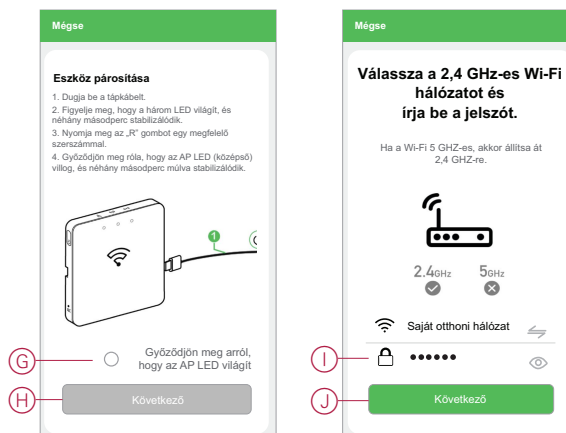 Mégse
Eszköz párosítása
1. Dugja be a tápkábelt.
2. Figyelje meg, hogy a három LED világít, és
néhány másodperc stabilizálódik.
3. Nyomja meg az „R” gombot egy megfelelő
szerszámmal.
4. Győződjön meg róla, hogy az AP LED (középső)
villog, és néhány másodperc múlva stabilizálódik.
1
G
Győződjön meg arról,
hogy az AP LED világít
H
Következő
Mégse
Válassza a 2,4 GHz-es Wi-Fi
hálózatot és
írja be a jelszót.
Ha a Wi-Fi 5 GHZ-es, akkor állítsa át
2,4 GHZ-re.
2.4GHz 5GHz
Saját otthoni hálózat
I ••••••
J
Következő